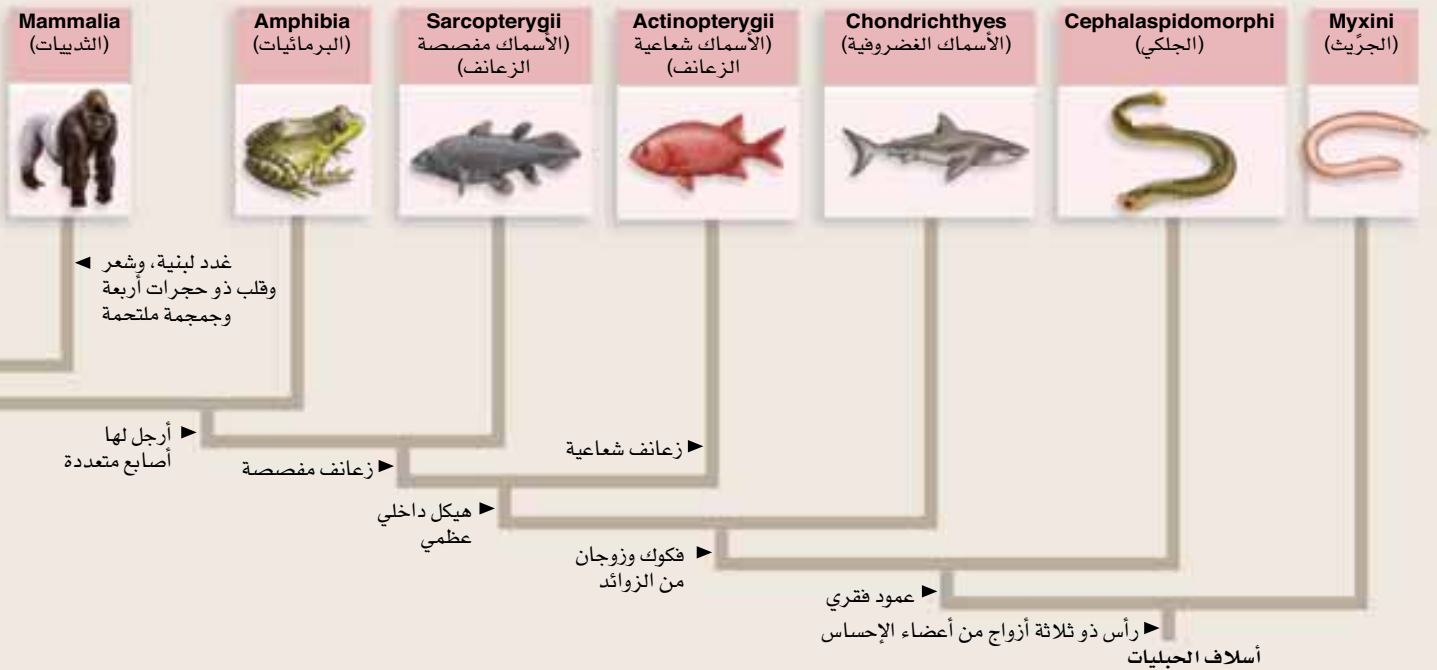 Myxini
(الجرّيث)
Cephalaspidomorphi
(الجلكي)
Chondrichthyes
(الأسماك الغضروفية)
Actinopterygii
(الأسماك شعاعية
الزعانف)
Sarcopterygii
(الأسماك مفصصة
الزعانف)
Amphibia
(البرمائيات)
Mammalia
(الثدييات)
غدد لبنية، وشعر
وقلب ذو حجرات أربعة
وجمجمة ملتحمة
أرجل لها
أصابع متعددة
زعانف مفصصة
زعانف شعاعية
هيكل داخلي
عظمي
فكوك وزوجان
من الزوائد
عمود فقري
رأس ذو ثلاثة أزواج من أعضاء الإحساس
أسلاف الحبليات